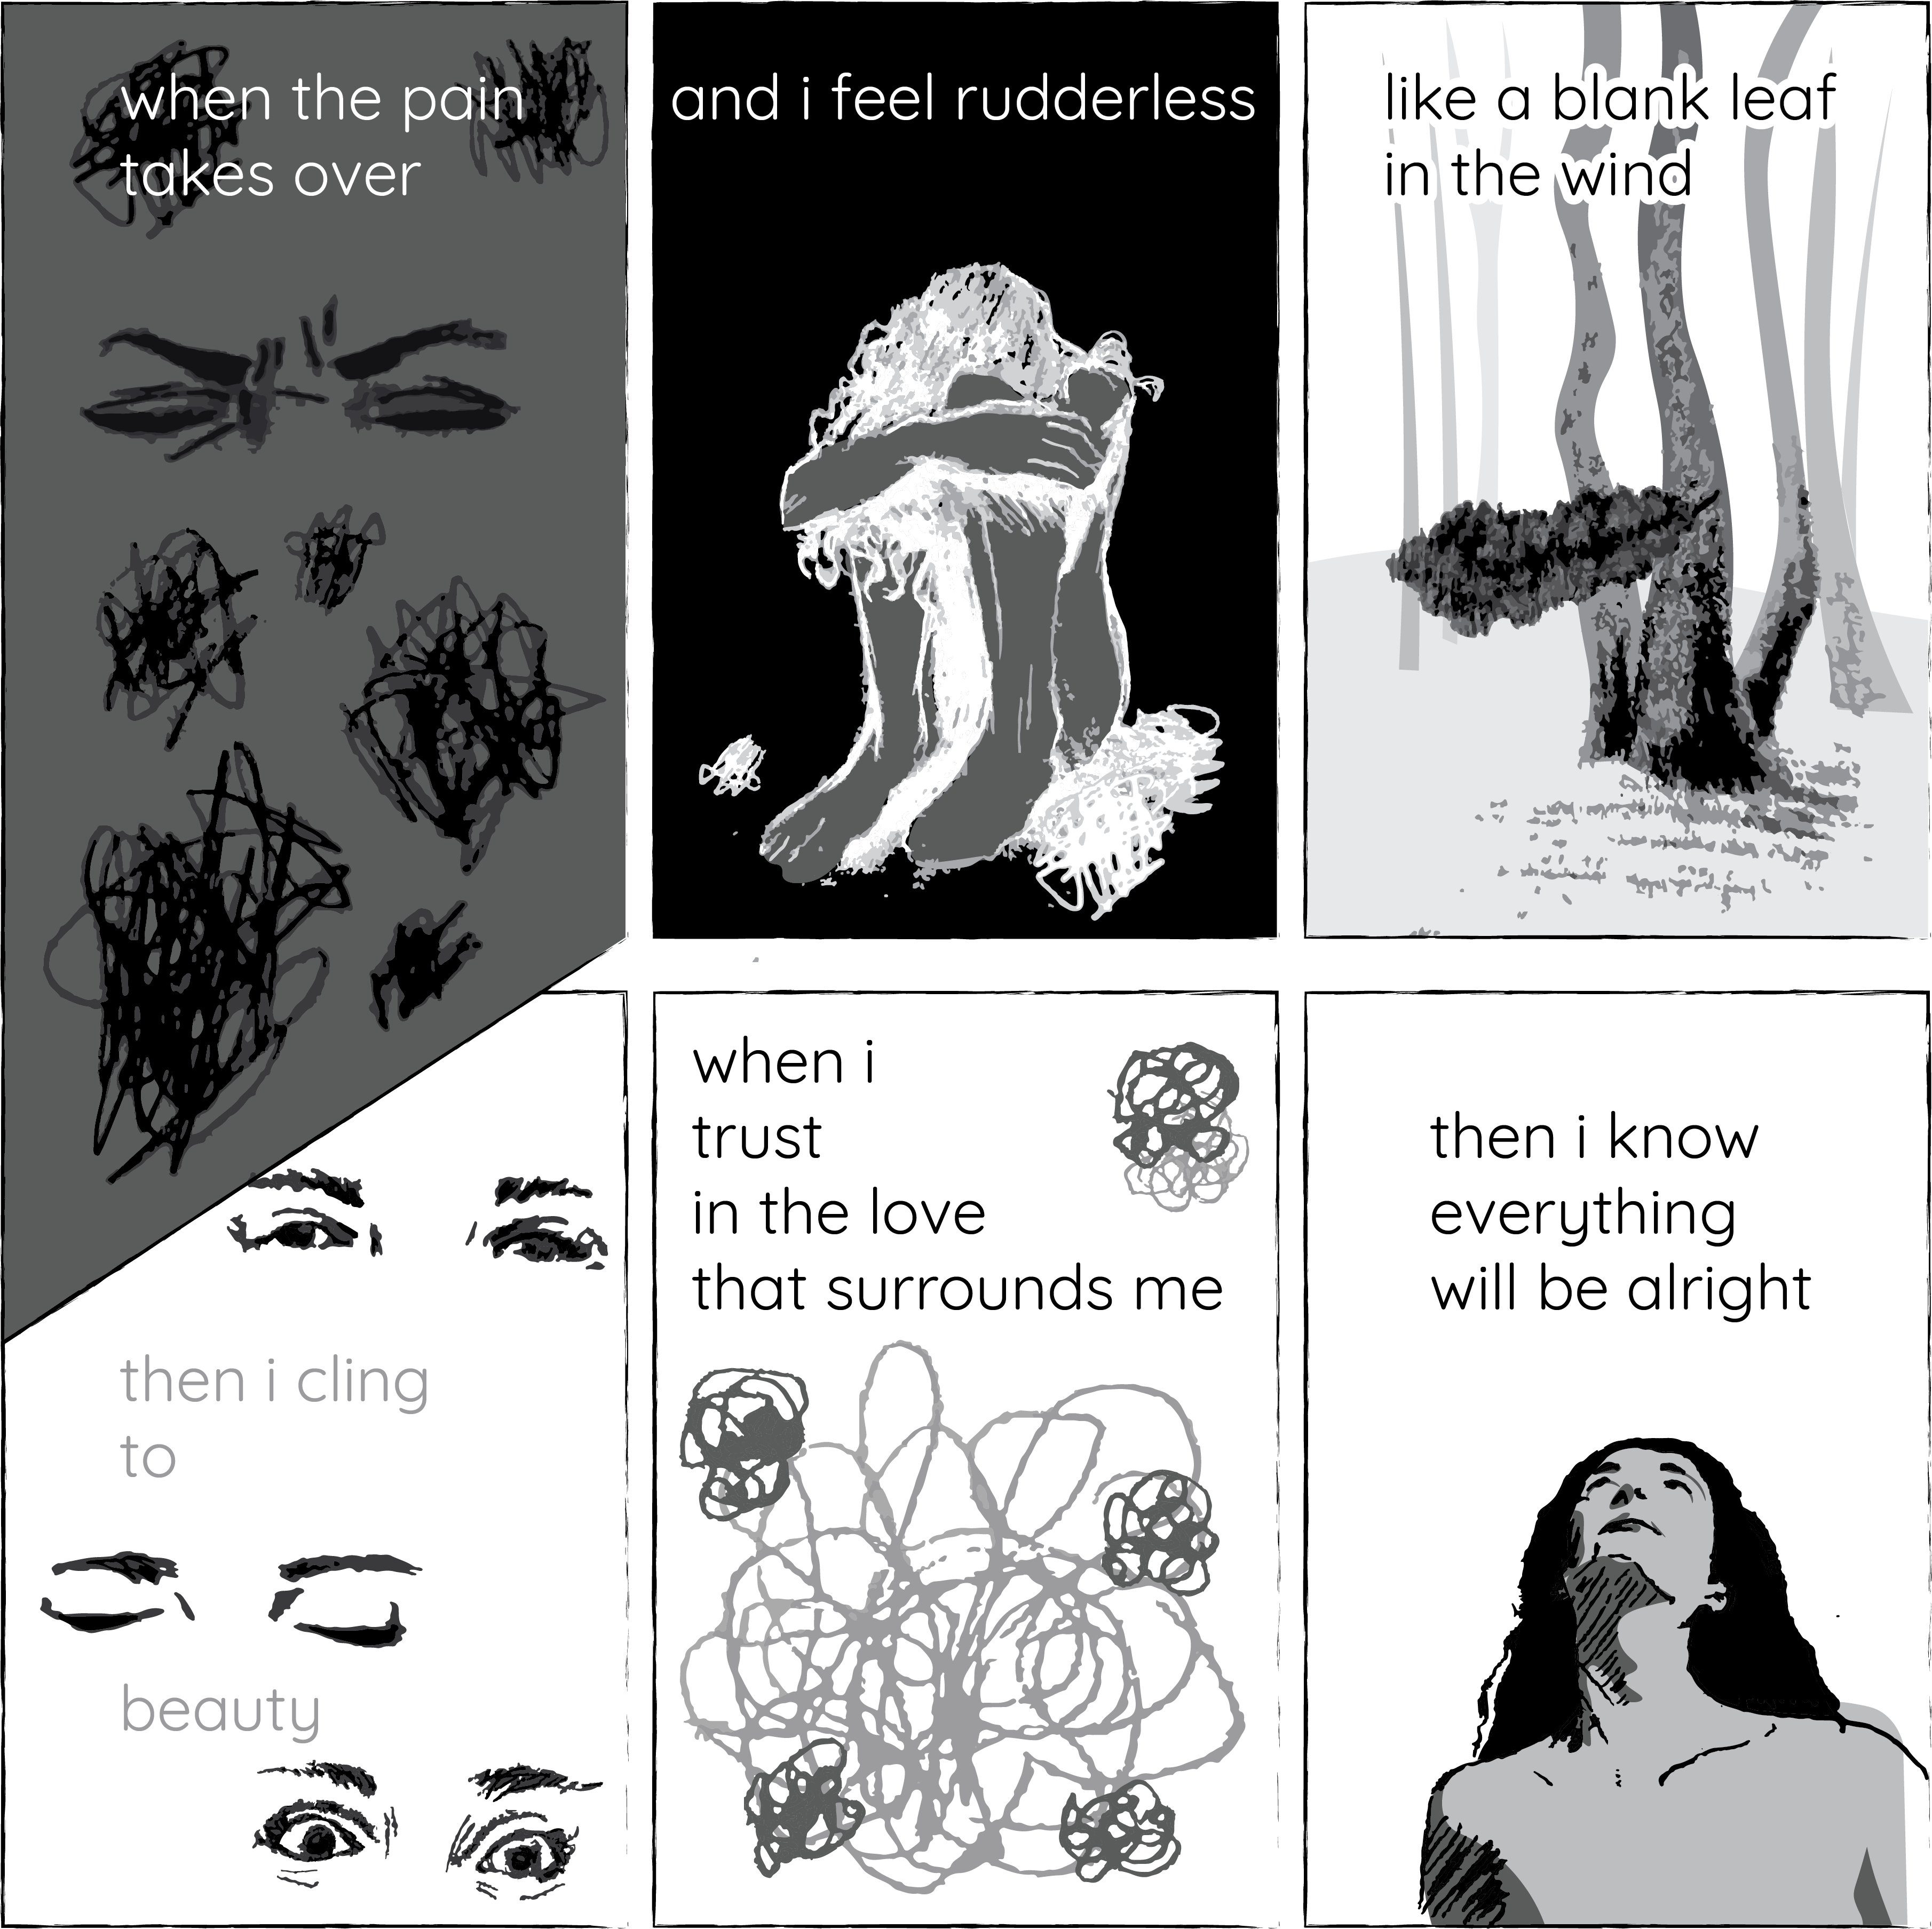 when the pain
takes over
and i feel rudderless
like a blank leaf
in the wind
then i cling
to
beauty
when i
trust
in the love
that surrounds me
then i know
everything
will be alright